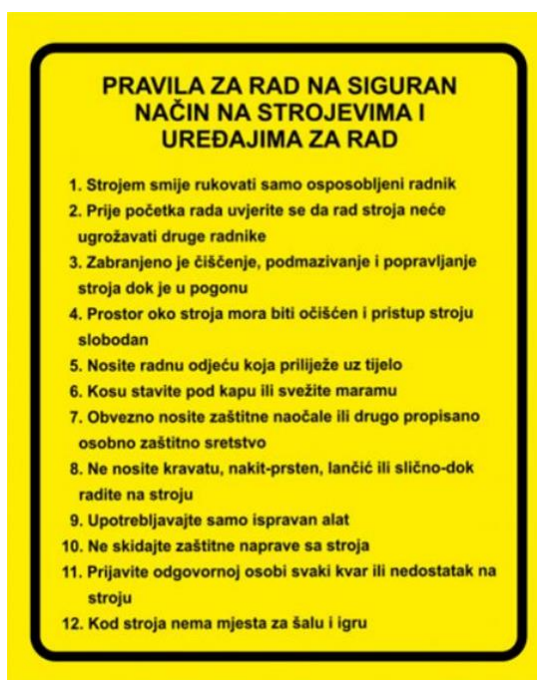 PRAVILA ZA RAD NA SIGURAN
NAČIN NA STROJEVIMA I
UREĐAJIMA ZA RAD
1. Strojem smije rukovati samo osposobljeni radnik
2. Prije početka rada uvjerite se da rad stroja neće
ugrožavati druge radnike
3. Zabranjeno je čiščenje, podmazivanje i popravljanje
stroja dok je u pogonu
4. Prostor oko stroja mora biti očišćen i pristup stroju
slobodan
5. Nosite radnu odjeću koja priliježe uz tijelo
6. Kosu stavite pod kapu ili svežite maramu
7. Obvezno nosite zaštitne naočale ili drugo propisano
osobno zaštitno sretstvo
8. Ne nosite kravatu, nakit-prsten, lančić ili slično-dok
radite na stroju
9. Upotrebljavajte samo ispravan alat
10. Ne skidajte zaštitne naprave sa stroja
11. Prijavite odgovornoj osobi svaki kvar ili nedostatak na
stroju
12. Kod stroja nema mjesta za šalu i igru